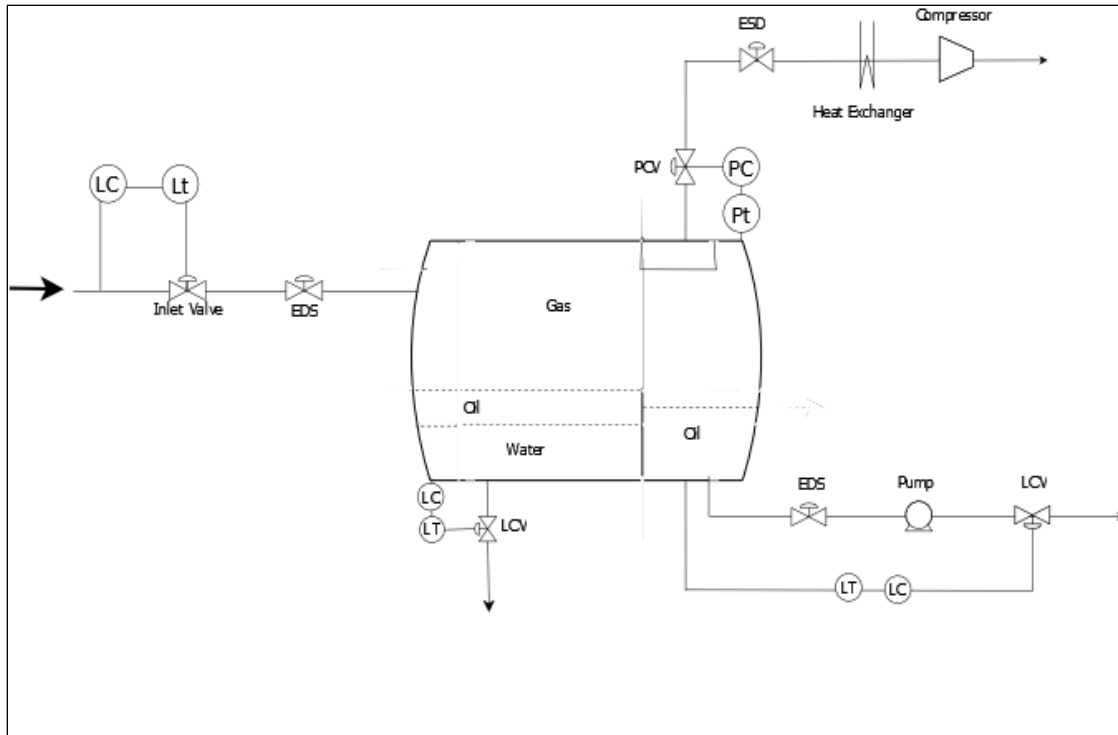 Compressor
ESD
Heat Exchanger
PCV
PC
LC
Lt
Pt
Inlet Valve
EDS
Gas
Oil
Oil
Water
LC
LT
LCV
EDS
Pump
LCV
LT
LC